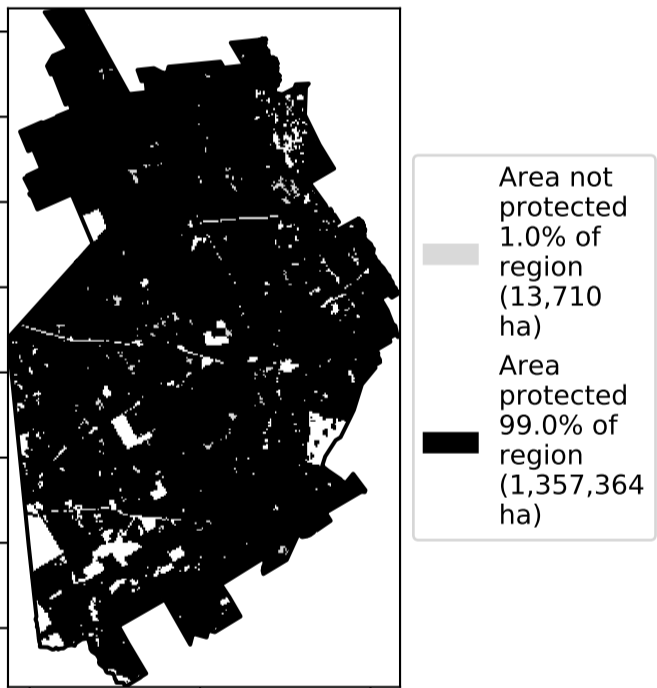 Area not
protected
1.0% of
region
(13,710
ha)
Area
protected
99.0% of
region
(1,357,364
ha)